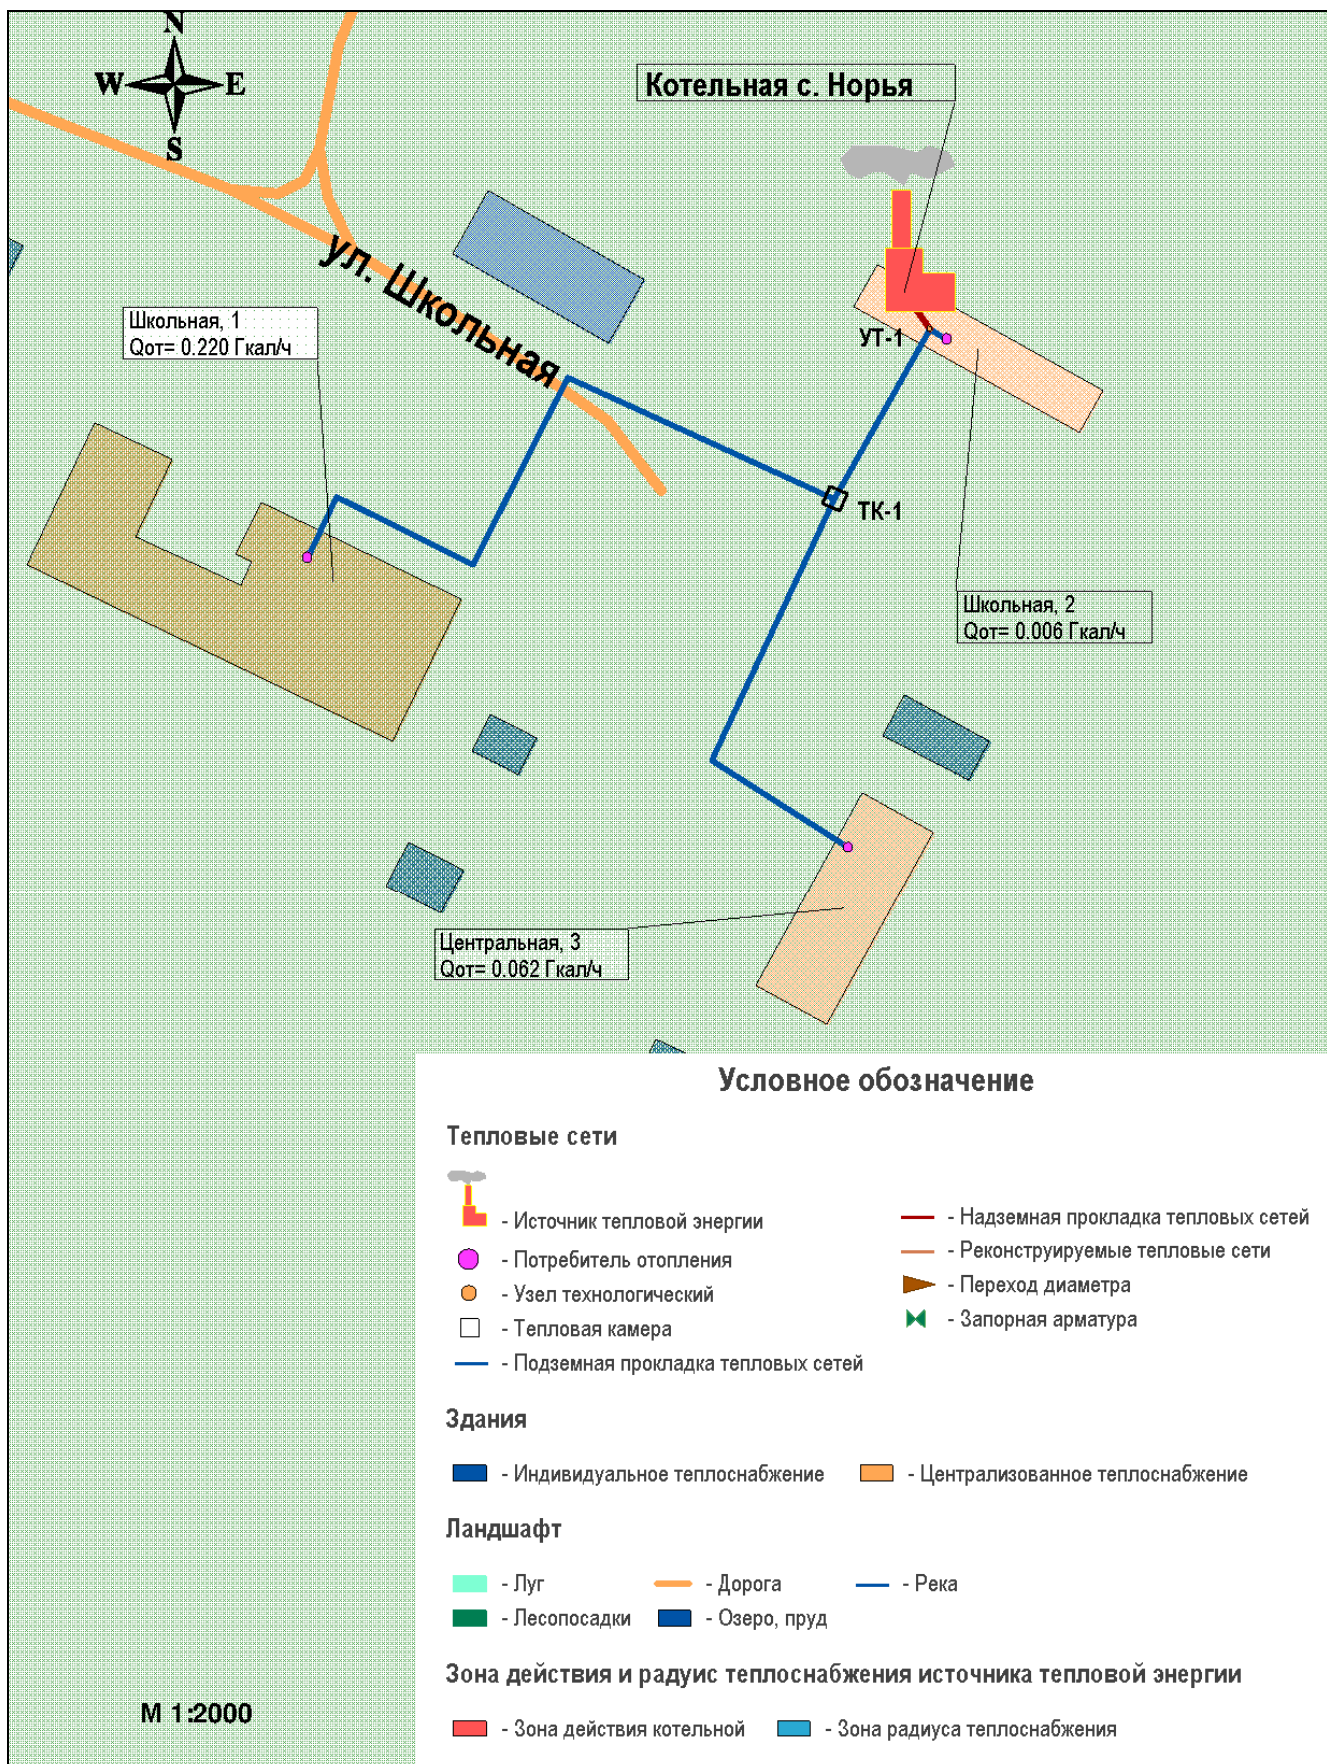 N
W E
S
Котельная с. Норья
ул. Школьная
Школьная, 1
Qот= 0.220 Гкал/ч
УТ-1
ТК-1
Школьная, 2
Qот= 0.006 Гкал/ч
Центральная, 3
Qот= 0.062 Гкал/ч
Условное обозначение
Тепловые сети
- Источник тепловой энергии
- Потребитель отопления
- Узел технологический
- Тепловая камера
- Подземная прокладка тепловых сетей
- Надземная прокладка тепловых сетей
- Реконструируемые тепловые сети
- Переход диаметра
- Запорная арматура
Здания
- Индивидуальное теплоснабжение
- Централизованное теплоснабжение
Ландшафт
- Луг
- Дорога
- Река
- Лесопосадки
- Озеро, пруд
Зона действия и радуис теплоснабжения источника тепловой энергии
- Зона действия котельной
- Зона радиуса теплоснабжения
М 1:2000